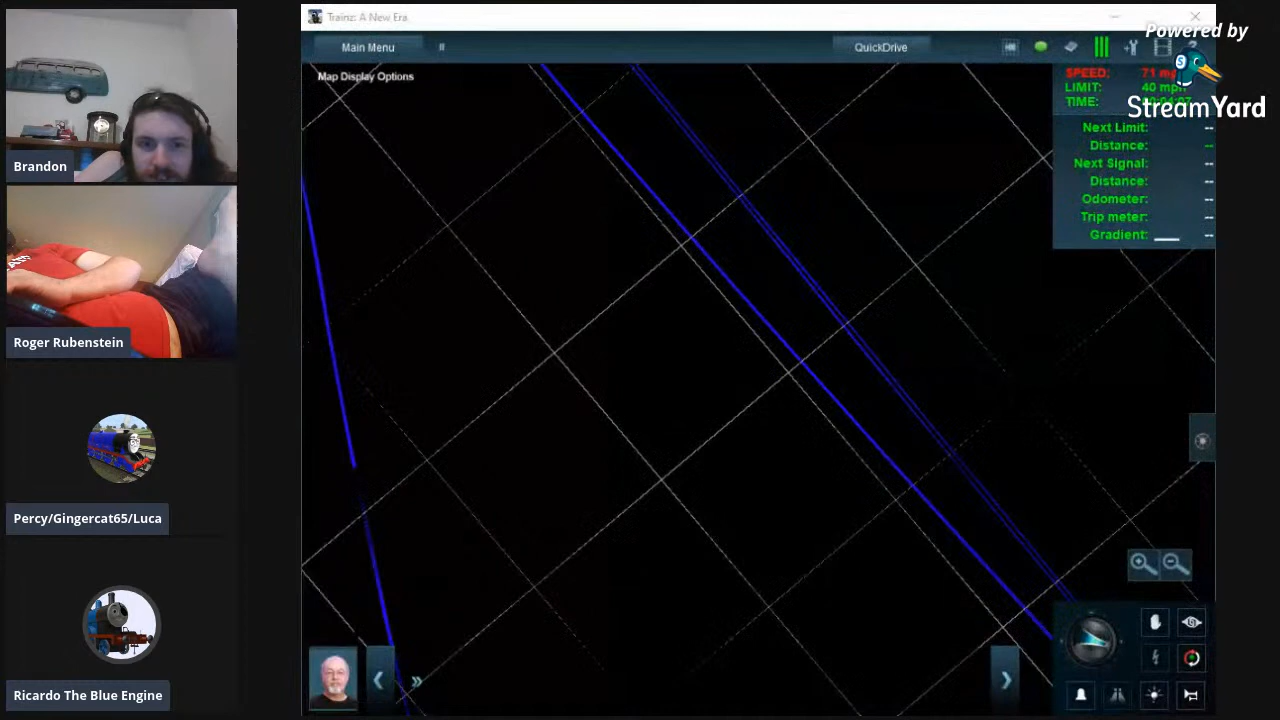 Trainz: A New Era
Powered by
StreamYard
Main Menu
QuickDrive
?
Map Display Options
SPEED: 71
LIMIT: 40 mph
TIME:
Next Limit: --
Distance: --
Next Signal: --
Distance: --
Odometer: --
Trip meter: --
Gradient: --
Brandon
Roger Rubenstein
Percy/Gingercat65/Luca
Ricardo The Blue Engine